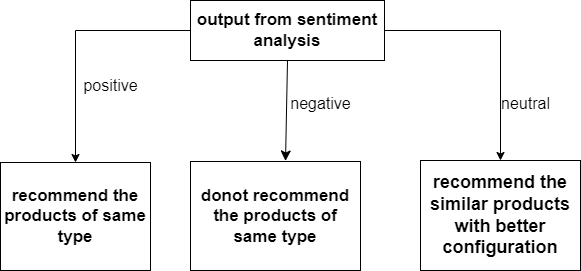 output from sentiment
analysis
positive
negative
neutral
recommend the
products of same
type
donot recommend
the products of
same type
recommend the
similar products
with better
configuration